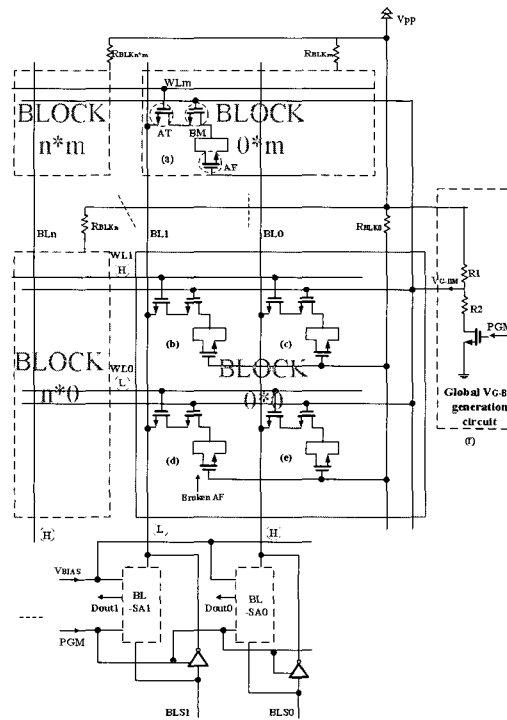 VPP
RBLKn*m
RBLKm
WLm
BLOCK
n*m
BLOCK
0*m
AT
BM
(a)
AF
BLn
RBLKn
BL1
BL0
RBLK0
WL1
(H)
VG-BM
R1
R2
PGM
(b)
(c)
BLOCK
n*0
WL0
(L)
BLOCK
0*0
Global VG-B
generation
circuit
(f)
(d)
(e)
Broken AF
(H)
(L)
(H)
VBIAS
BL
-SA1
BL
-SA0
Dout1
Dout0
PGM
BLS1
BLS0